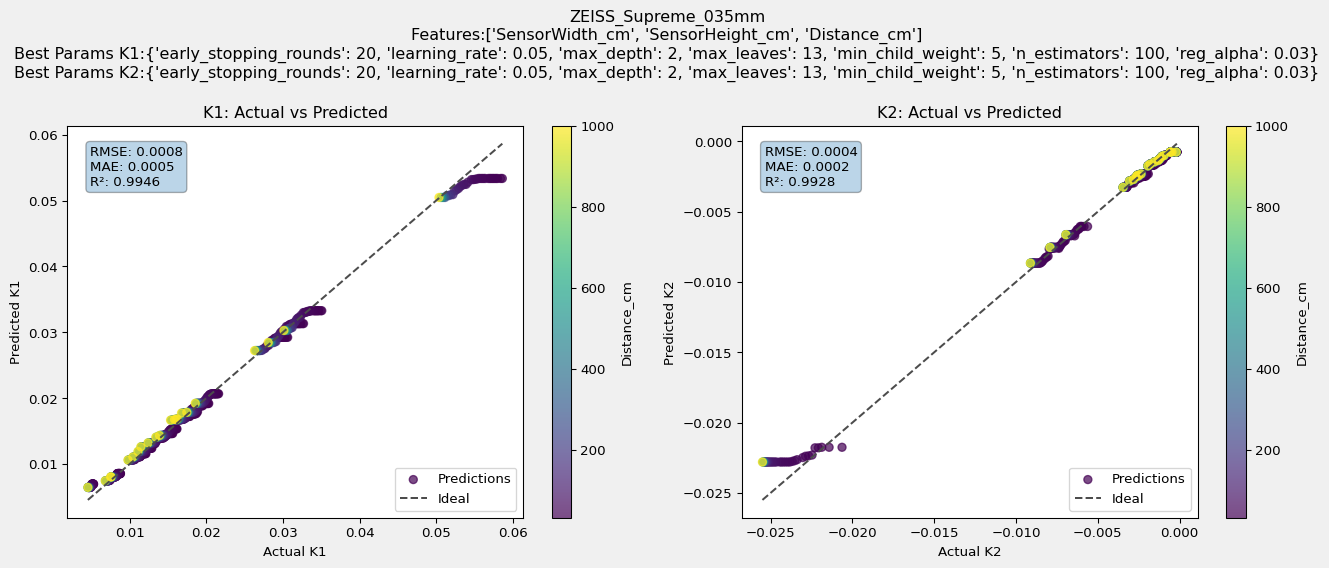 ZEISS_Supreme_035mm
Features:['SensorWidth_cm', 'SensorHeight_cm', 'Distance_cm']
Best Params K1:{'early_stopping_rounds': 20, 'learning_rate': 0.05, 'max_depth': 2, 'max_leaves': 13, 'min_child_weight': 5, 'n_estimators': 100, 'reg_alpha': 0.03}
Best Params K2:{'early_stopping_rounds': 20, 'learning_rate': 0.05, 'max_depth': 2, 'max_leaves': 13, 'min_child_weight': 5, 'n_estimators': 100, 'reg_alpha': 0.03}
K1: Actual vs Predicted
RMSE: 0.0008
MAE: 0.0005
R²: 0.9946
Predicted K1
0.06
0.05
0.04
0.03
0.02
0.01
0.01
0.02
0.03
0.04
0.05
0.06
Actual K1
Predictions
Ideal
1000
800
600
400
200
Distance_cm
K2: Actual vs Predicted
RMSE: 0.0004
MAE: 0.0002
R²: 0.9928
Predicted K2
0.000
−0.005
−0.010
−0.015
−0.020
−0.025
−0.025
−0.020
−0.015
−0.010
−0.005
0.000
Actual K2
Predictions
Ideal
1000
800
600
400
200
Distance_cm